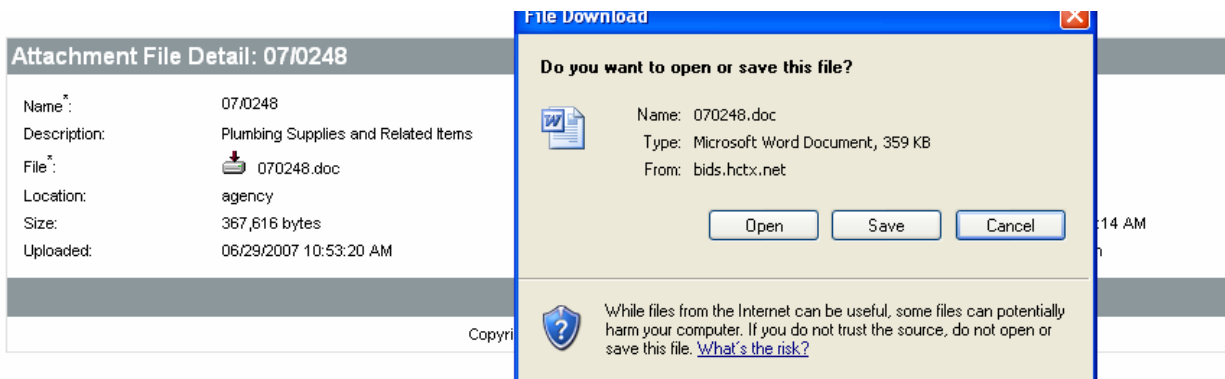 File Download
Attachment File Detail: 07/0248
Do you want to open or save this file?
Name*: 07/0248
Description: Plumbing Supplies and Related Items
File*: 070248.doc
Location: agency
Size: 367,616 bytes
Uploaded: 06/29/2007 10:53:20 AM
Name: 070248.doc
Type: Microsoft Word Document, 359 KB
From: bids.hctx.net
Open Save Cancel
:14 AM
While files from the Internet can be useful, some files can potentially
harm your computer. If you do not trust the source, do not open or
save this file. What's the risk?
Copyri